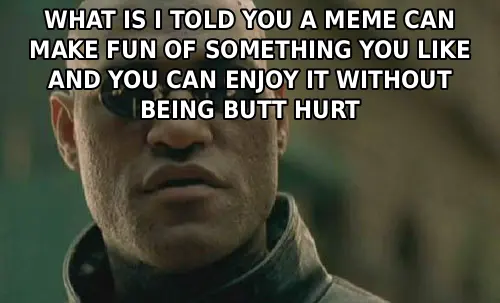 WHAT IS I TOLD YOU A MEME CAN
MAKE FUN OF SOMETHING YOU LIKE
AND YOU CAN ENJOY IT WITHOUT
BEING BUTT HURT